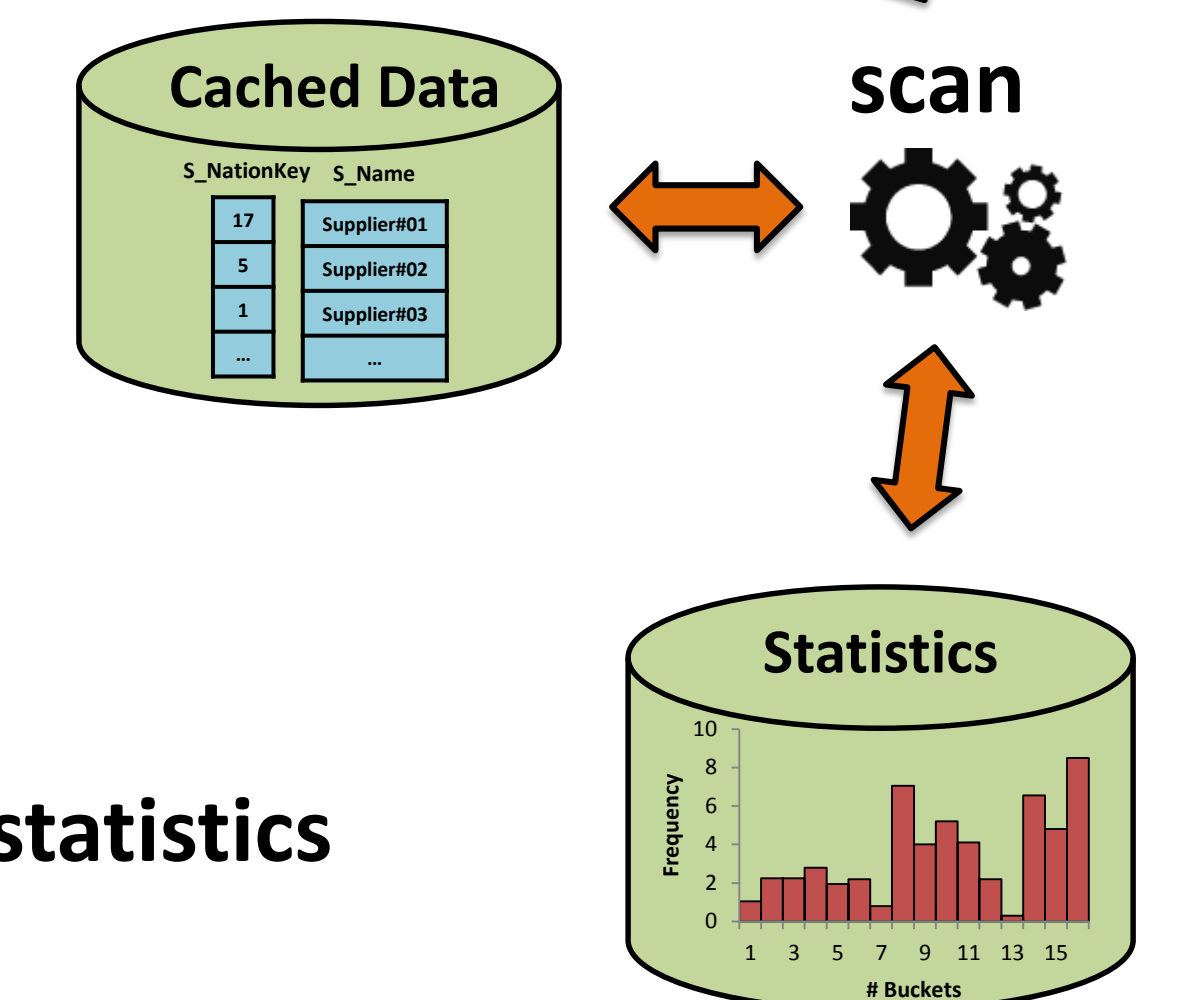 Cached Data
scan
S_NationKey S_Name
17 Supplier#01
5 Supplier#02
1 Supplier#03
... ...
Statistics
10
8
6
4
2
0
Frequency
1 3 5 7 9 11 13 15
# Buckets
statistics